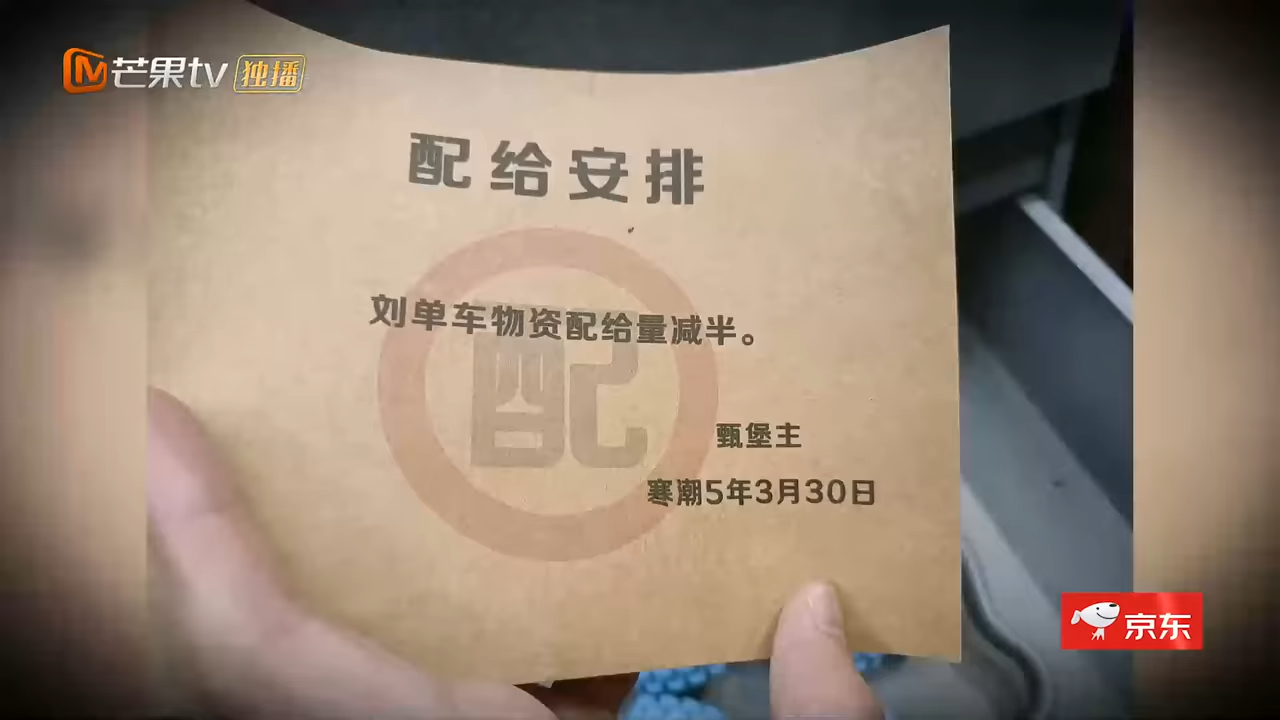 芒果tv 独播
配给安排
刘单车物资配给量减半。
配
甄堡主
寒潮5年3月30日
京东